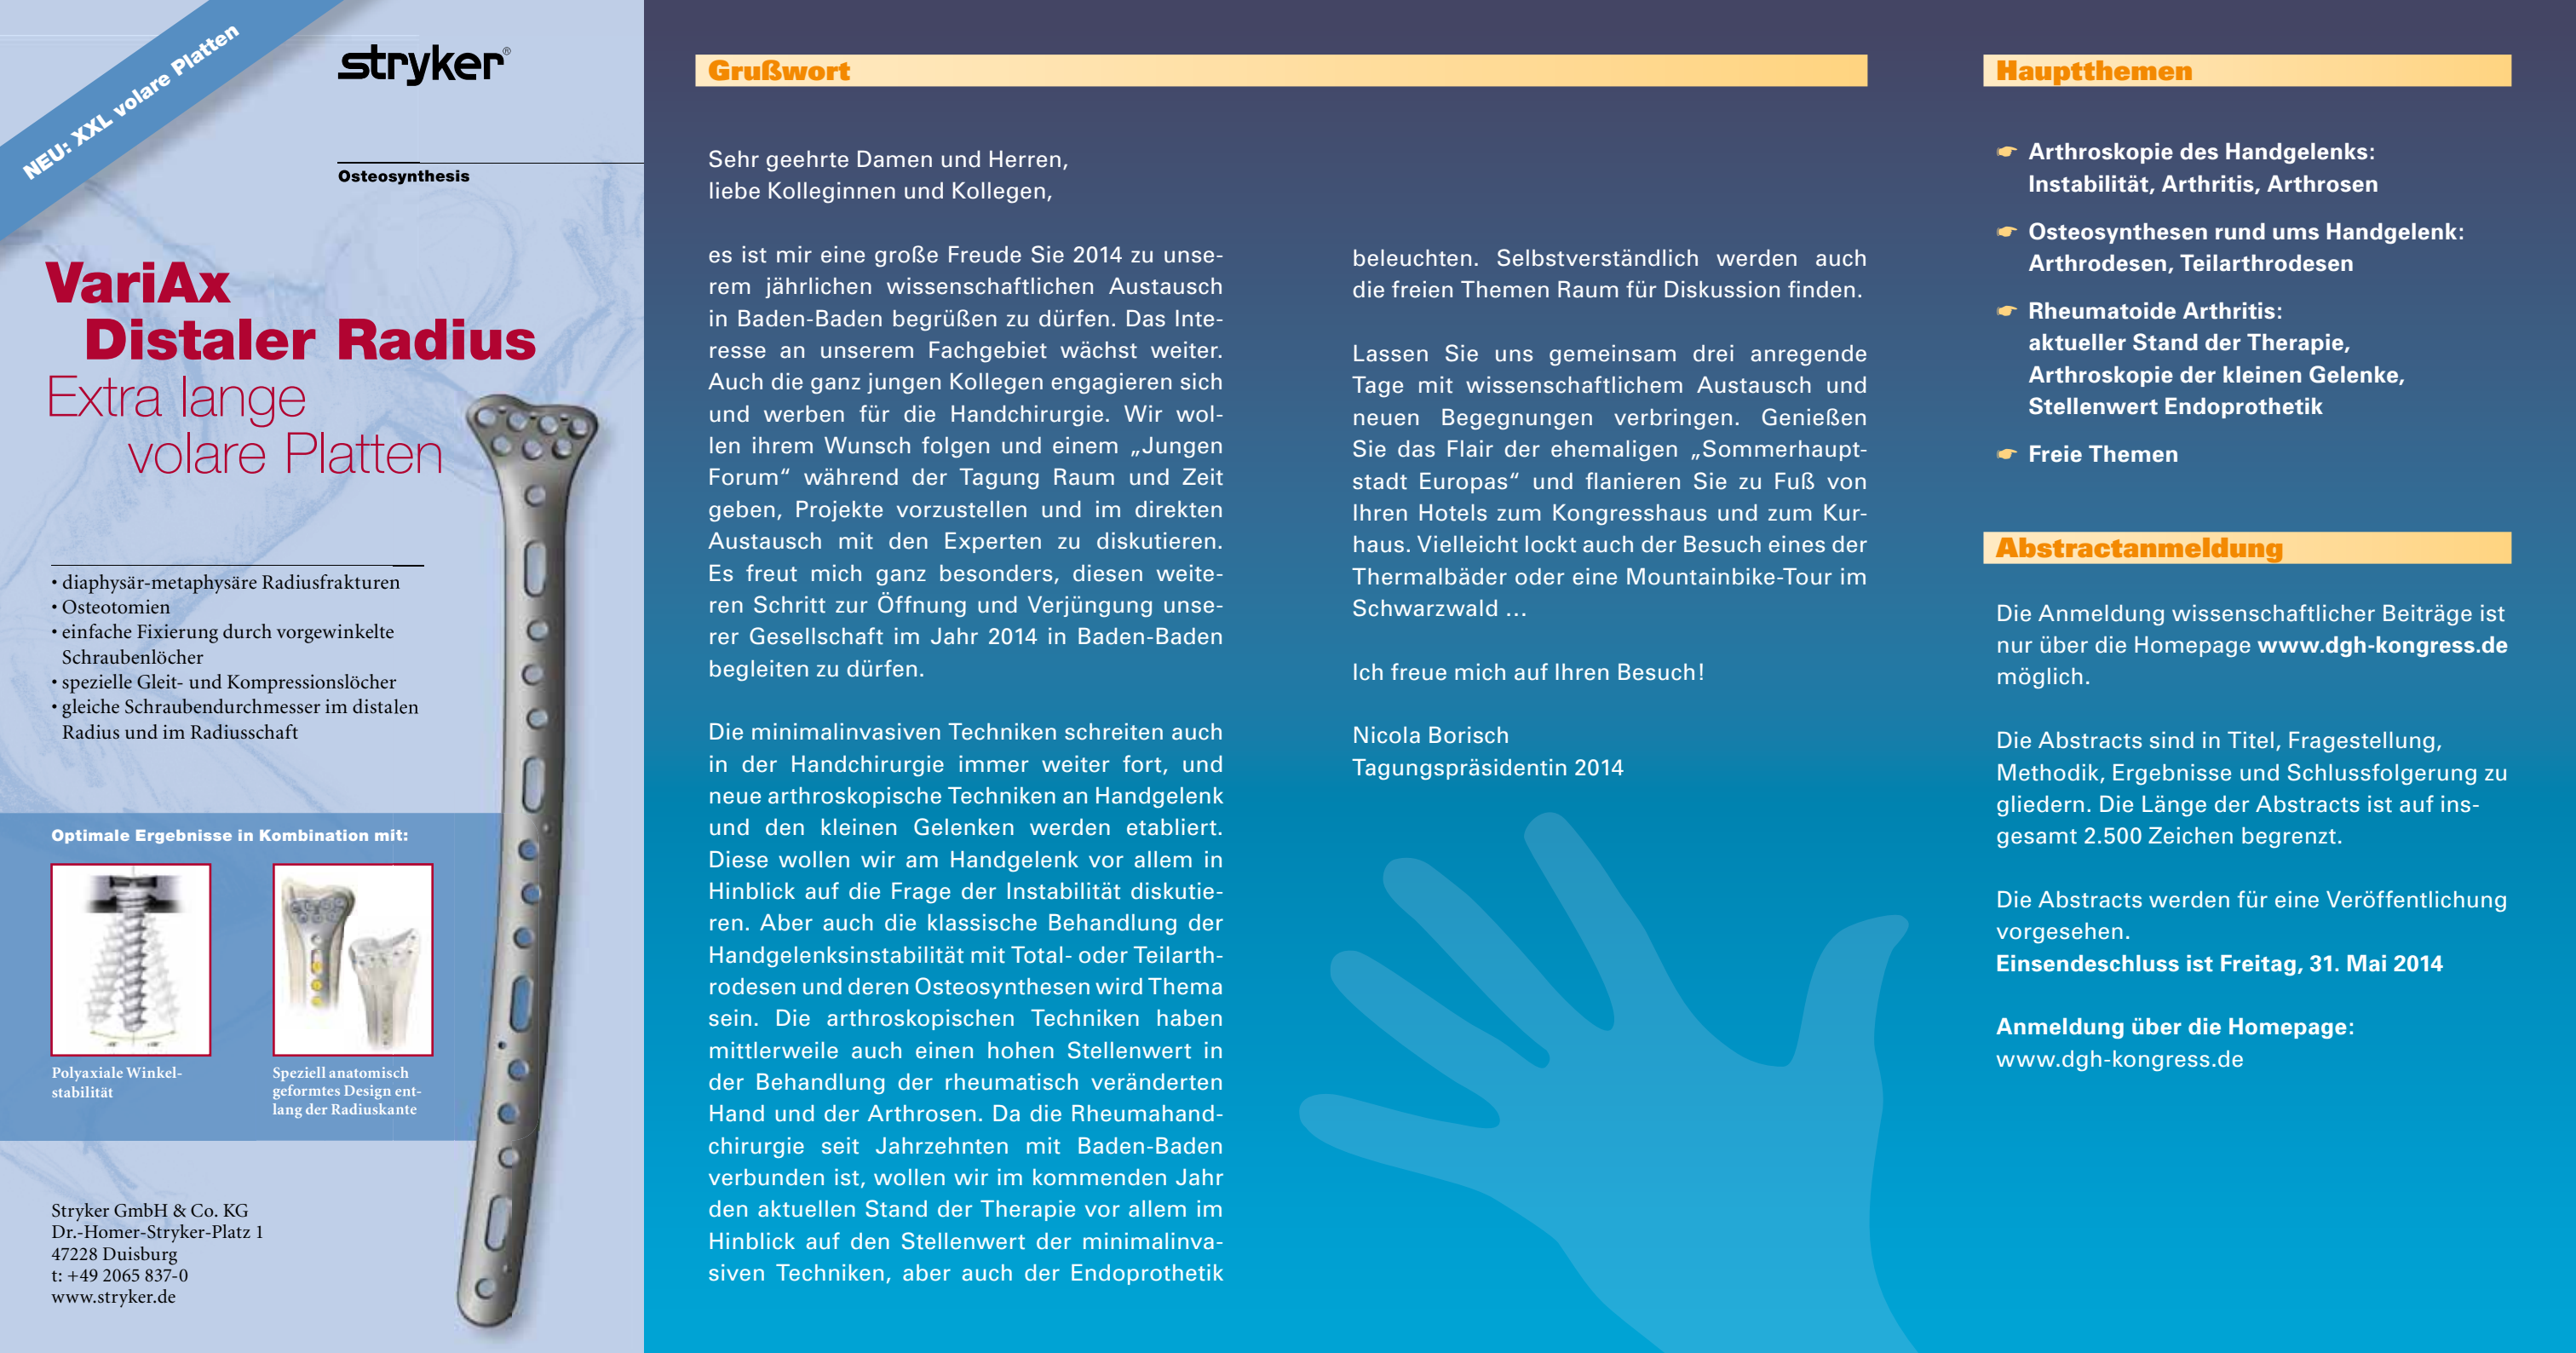 NEU: XXL volare Platten
stryker®
Osteosynthesis
VariAx
Distaler Radius
Extra lange
volare Platten
• diaphysär-metaphysäre Radiusfrakturen
• Osteotomien
• einfache Fixierung durch vorgewinkelte
Schraubenlöcher
• spezielle Gleit- und Kompressionslöcher
• gleiche Schraubendurchmesser im distalen
Radius und im Radiusschaft
Optimale Ergebnisse in Kombination mit:
Polyaxiale Winkel-
stabilität
Speziell anatomisch
geformtes Design ent-
lang der Radiuskante
Stryker GmbH & Co. KG
Dr.-Homer-Stryker-Platz 1
47228 Duisburg
t: +49 2065 837-0
www.stryker.de
Grußwort
Sehr geehrte Damen und Herren,
liebe Kolleginnen und Kollegen,
es ist mir eine große Freude Sie 2014 zu unse-
rem jährlichen wissenschaftlichen Austausch
in Baden-Baden begrüßen zu dürfen. Das Inte-
resse an unserem Fachgebiet wächst weiter.
Auch die ganz jungen Kollegen engagieren sich
und werben für die Handchirurgie. Wir wol-
len ihrem Wunsch folgen und einem „Jungen
Forum“ während der Tagung Raum und Zeit
geben, Projekte vorzustellen und im direkten
Austausch mit den Experten zu diskutieren.
Es freut mich ganz besonders, diesen weite-
ren Schritt zur Öffnung und Verjüngung unse-
rer Gesellschaft im Jahr 2014 in Baden-Baden
begleiten zu dürfen.
Die minimalinvasiven Techniken schreiten auch
in der Handchirurgie immer weiter fort, und
neue arthroskopische Techniken an Handgelenk
und den kleinen Gelenken werden etabliert.
Diese wollen wir am Handgelenk vor allem in
Hinblick auf die Frage der Instabilität diskutie-
ren. Aber auch die klassische Behandlung der
Handgelenksinstabilität mit Total- oder Teilarth-
rodesen und deren Osteosynthesen wird Thema
sein. Die arthroskopischen Techniken haben
mittlerweile auch einen hohen Stellenwert in
der Behandlung der rheumatisch veränderten
Hand und der Arthrosen. Da die Rheumahand-
chirurgie seit Jahrzehnten mit Baden-Baden
verbunden ist, wollen wir im kommenden Jahr
den aktuellen Stand der Therapie vor allem im
Hinblick auf den Stellenwert der minimalinva-
siven Techniken, aber auch der Endoprothetik
beleuchten. Selbstverständlich werden auch
die freien Themen Raum für Diskussion finden.
Lassen Sie uns gemeinsam drei anregende
Tage mit wissenschaftlichem Austausch und
neuen Begegnungen verbringen. Genießen
Sie das Flair der ehemaligen „Sommerhaupt-
stadt Europas“ und flanieren Sie zu Fuß von
Ihren Hotels zum Kongresshaus und zum Kur-
haus. Vielleicht lockt auch der Besuch eines der
Thermalbäder oder eine Mountainbike-Tour im
Schwarzwald ...
Ich freue mich auf Ihren Besuch!
Nicola Borisch
Tagungspräsidentin 2014
Hauptthemen
Arthroskopie des Handgelenks:
Instabilität, Arthritis, Arthrosen
Osteosynthesen rund ums Handgelenk:
Arthrodesen, Teilarthrodesen
Rheumatoide Arthritis:
aktueller Stand der Therapie,
Arthroskopie der kleinen Gelenke,
Stellenwert Endoprothetik
Freie Themen
Abstractanmeldung
Die Anmeldung wissenschaftlicher Beiträge ist
nur über die Homepage www.dgh-kongress.de
möglich.
Die Abstracts sind in Titel, Fragestellung,
Methodik, Ergebnisse und Schlussfolgerung zu
gliedern. Die Länge der Abstracts ist auf ins-
gesamt 2.500 Zeichen begrenzt.
Die Abstracts werden für eine Veröffentlichung
vorgesehen.
Einsendeschluss ist Freitag, 31. Mai 2014
Anmeldung über die Homepage:
www.dgh-kongress.de